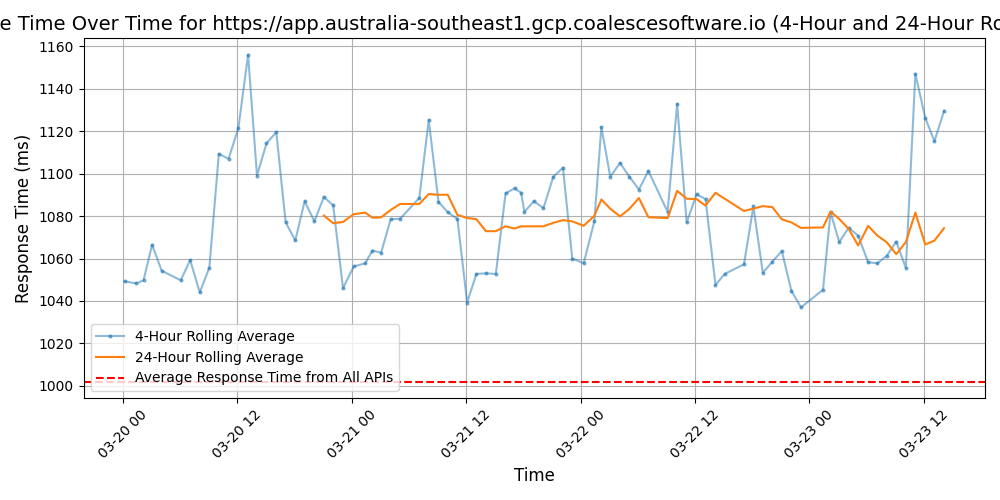 e Time Over Time for https://app.australia-southeast1.gcp.coalescesoftware.io (4-Hour and 24-Hour Ro
Response Time (ms)
1160
1140
1120
1100
1080
1060
1040
1020
1000
4-Hour Rolling Average
24-Hour Rolling Average
Average Response Time from All APIs
03-20 00
03-20 12
03-21 00
03-21 12
03-22 00
03-22 12
03-23 00
03-23 12
Time